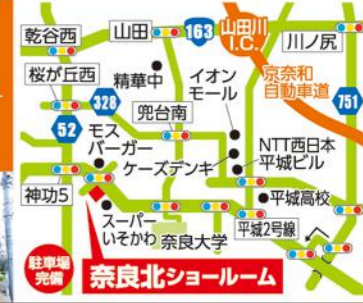 乾谷西
山田
163
山田川
I.C.
川ノ尻
桜が丘西
精華中
イオン
モール
京奈和
自動車道
328
兜台南
751
52
モス
バーガー
ケーズデンキ
NTT西日本
平城ビル
神功5
平城高校
スーパー
いそかわ
奈良大学
平城2号線
駐車場
完備
奈良北ショールーム